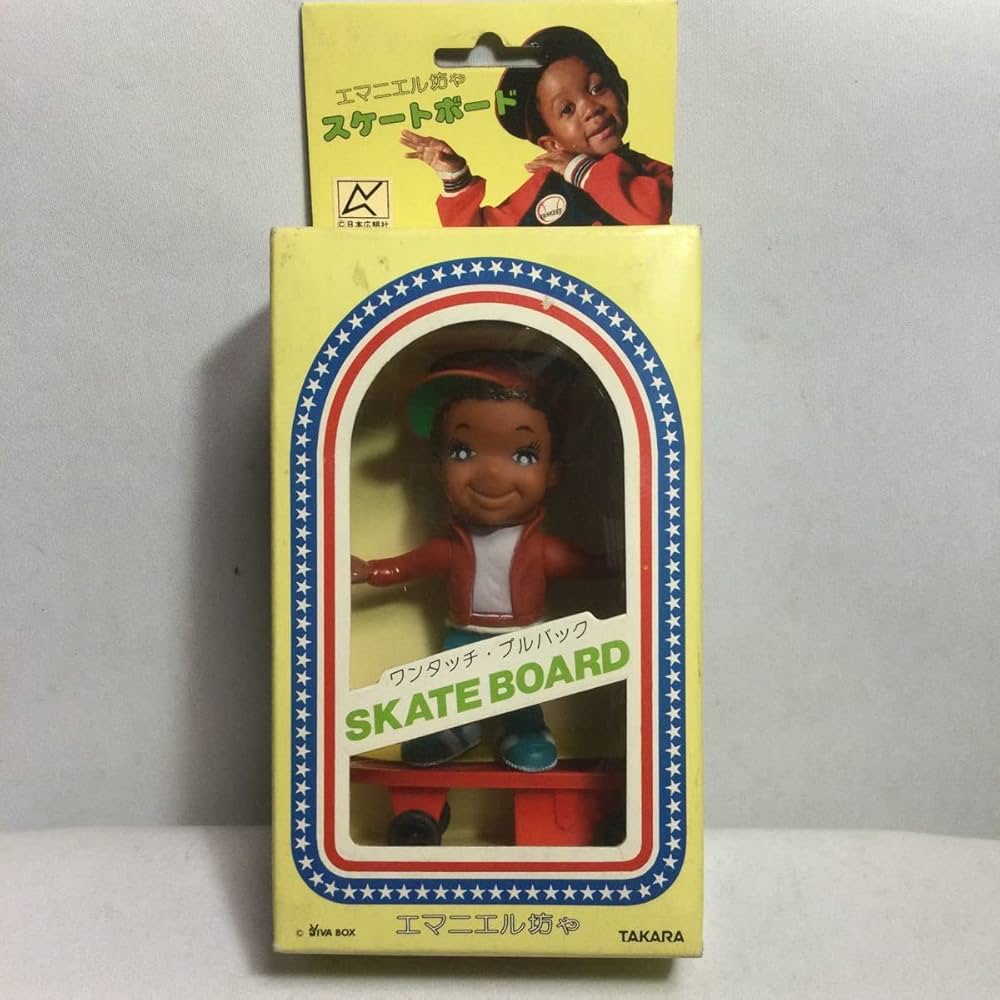 エマニエル坊や
スケートボード
©日本広明社
ワンタッチ・プルバック
SKATE BOARD
© VIVA BOX
エマニエル坊や
TAKARA